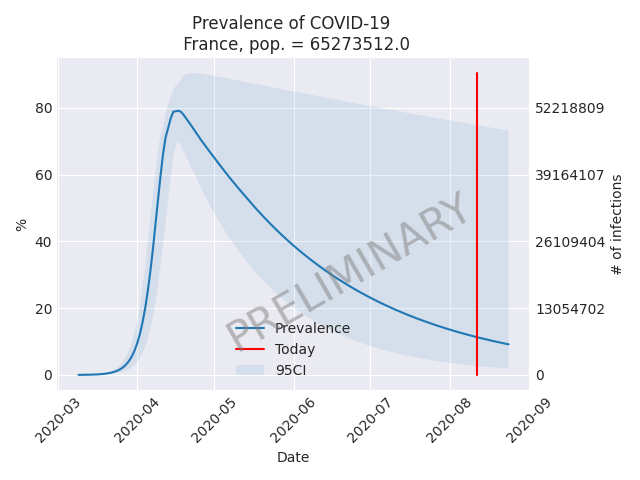 Prevalence of COVID-19
France, pop. = 65273512.0
%
80
60
40
20
0
52218809
39164107
26109404
13054702
0
# of infections
PRELIMINARY
Prevalence
Today
95CI
2020-03
2020-04
2020-05
2020-06
2020-07
2020-08
2020-09
Date